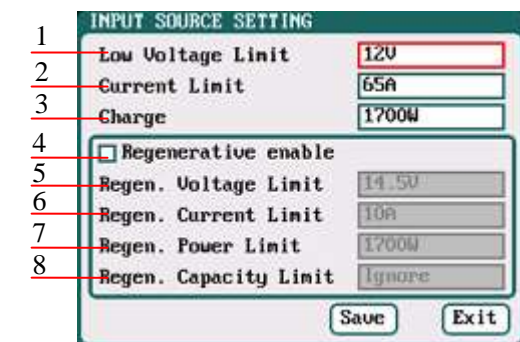 INPUT SOURCE SETTING
1 Low Voltage Limit 12V
2 Current Limit 65A
3 Charge 1700W
4 Regenerative enable
5 Regen. Voltage Limit 14.5V
6 Regen. Current Limit 10A
7 Regen. Power Limit 1700W
8 Regen. Capacity Limit Ignore
Save Exit